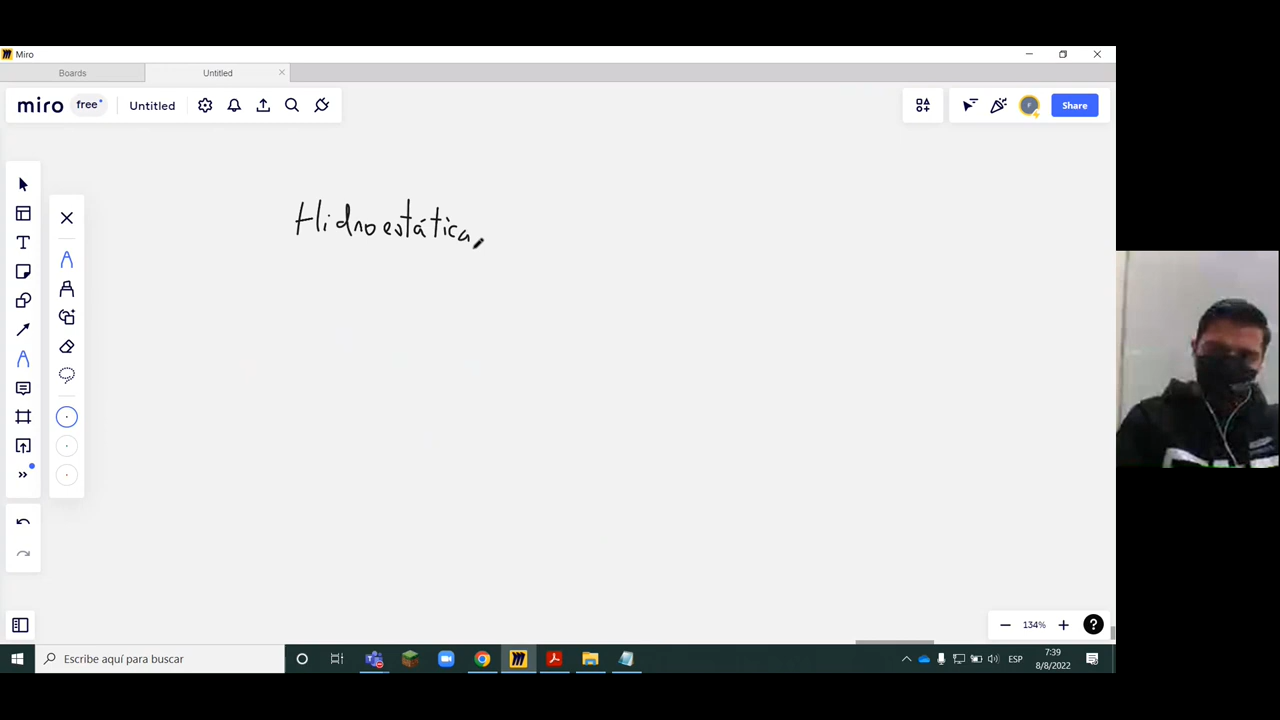 Miro
Boards
Untitled
miro
free
Untitled
Share
Hidroestática
134%
Escribe aquí para buscar
ESP
7:39
8/8/2022